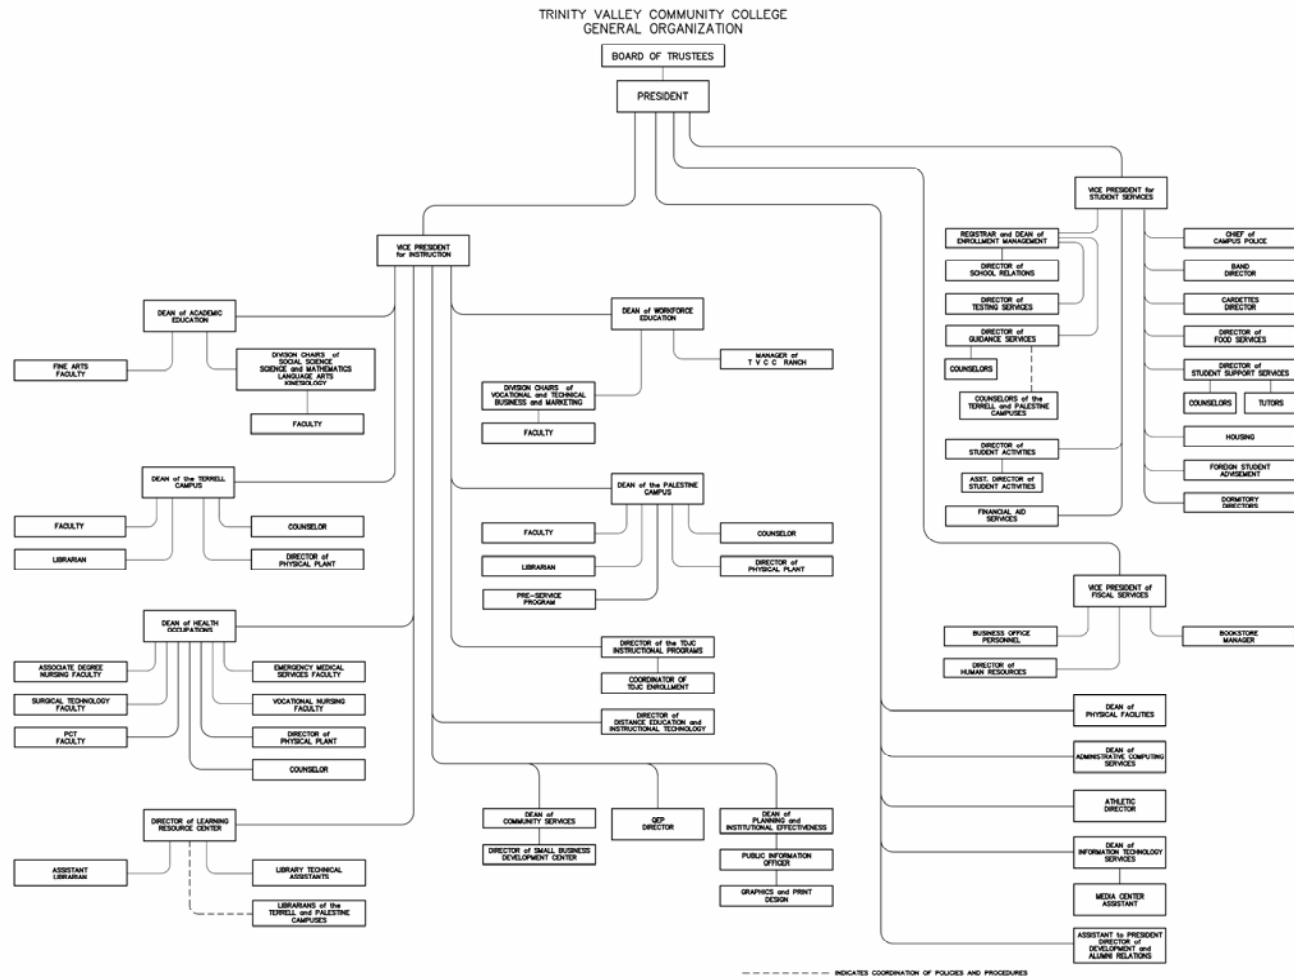 TRINITY VALLEY COMMUNITY COLLEGE
GENERAL ORGANIZATION
BOARD OF TRUSTEES
PRESIDENT
VICE PRESIDENT for
STUDENT SERVICES
REGISTRAR and DEAN of
ENROLLMENT MANAGEMENT
DIRECTOR of
SCHOOL RELATIONS
DIRECTOR of
TESTING SERVICES
DIRECTOR of
GUIDANCE SERVICES
COUNSELORS
COUNSELORS of the
TERRELL and PALESTINE
CAMPUSES
DIRECTOR of
STUDENT ACTIVITIES
ASST. DIRECTOR of
STUDENT ACTIVITIES
FINANCIAL AID
SERVICES
CHIEF of
CAMPUS POLICE
BAND
DIRECTOR
CARDETTES
DIRECTOR
DIRECTOR of
FOOD SERVICES
DIRECTOR of
STUDENT SUPPORT SERVICES
COUNSELORS
TUTORS
HOUSING
FOREIGN STUDENT
ADVISEMENT
DORMITORY
DIRECTORS
VICE PRESIDENT
for INSTRUCTION
DEAN of ACADEMIC
EDUCATION
FINE ARTS
FACULTY
DIVISON CHAIRS of
SOCIAL SCIENCE
SCIENCE and MATHEMATICS
LANGUAGE ARTS
KINESIOLOGY
FACULTY
DEAN of WORKFORCE
EDUCATION
MANAGER of
T V C C RANCH
DIVISION CHAIRS of
VOCATIONAL and TECHNICAL
BUSINESS and MARKETING
FACULTY
DEAN of the TERRELL
CAMPUS
FACULTY
COUNSELOR
LIBRARIAN
DIRECTOR of
PHYSICAL PLANT
DEAN of the PALESTINE
CAMPUS
FACULTY
COUNSELOR
LIBRARIAN
DIRECTOR of
PHYSICAL PLANT
PRE-SERVICE
PROGRAM
DEAN of HEALTH
OCCUPATIONS
ASSOCIATE DEGREE
NURSING FACULTY
EMERGENCY MEDICAL
SERVICES FACULTY
SURGICAL TECHNOLOGY
FACULTY
VOCATIONAL NURSING
FACULTY
PCT
FACULTY
DIRECTOR of
PHYSICAL PLANT
COUNSELOR
DIRECTOR of the TDJC
INSTRUCTIONAL PROGRAMS
COORDINATOR OF
TDJC ENROLLMENT
DIRECTOR of
DISTANCE EDUCATION and
INSTRUCTIONAL TECHNOLOGY
DIRECTOR of LEARNING
RESOURCE CENTER
ASSISTANT
LIBRARIAN
LIBRARY TECHNICAL
ASSISTANTS
LIBRARIANS of the
TERRELL and PALESTINE
CAMPUSES
DEAN of
COMMUNITY SERVICES
DIRECTOR of SMALL BUSINESS
DEVELOPMENT CENTER
QEP
DIRECTOR
DEAN of
PLANNING and
INSTITUTIONAL EFFECTIVENESS
PUBLIC INFORMATION
OFFICER
GRAPHICS and PRINT
DESIGN
VICE PRESIDENT of
FISCAL SERVICES
BUSINESS OFFICE
PERSONNEL
BOOKSTORE
MANAGER
DIRECTOR of
HUMAN RESOURCES
DEAN of
PHYSICAL FACILITIES
DEAN of
ADMINISTRATIVE COMPUTING
SERVICES
ATHLETIC
DIRECTOR
DEAN of
INFORMATION TECHNOLOGY
SERVICES
MEDIA CENTER
ASSISTANT
ASSISTANT to PRESIDENT
DIRECTOR of
DEVELOPMENT and
ALUMNI RELATIONS
INDICATES COORDINATION OF POLICIES AND PROCEDURES